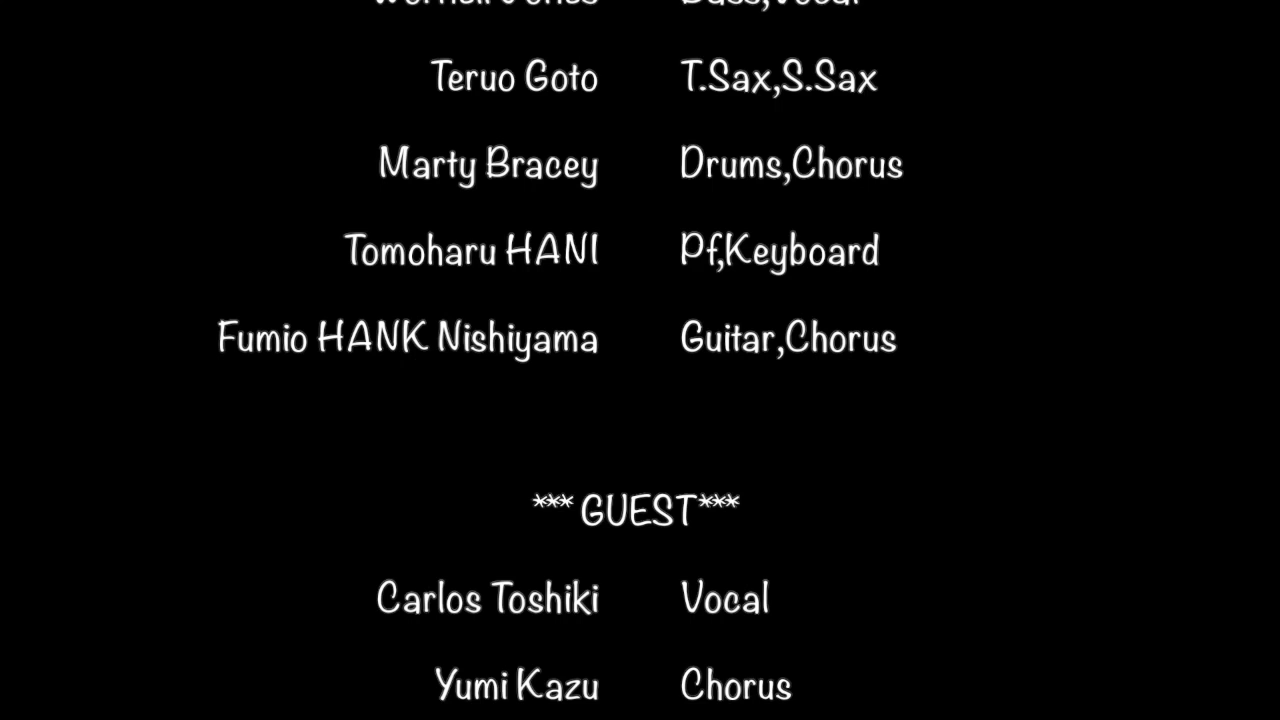 Teruo Goto T.Sax,S.Sax
Marty Bracey Drums,Chorus
Tomoharu HANI Pf,Keyboard
Fumio HANK Nishiyama Guitar,Chorus
*** GUEST***
Carlos Toshiki Vocal
Yumi Kazu Chorus